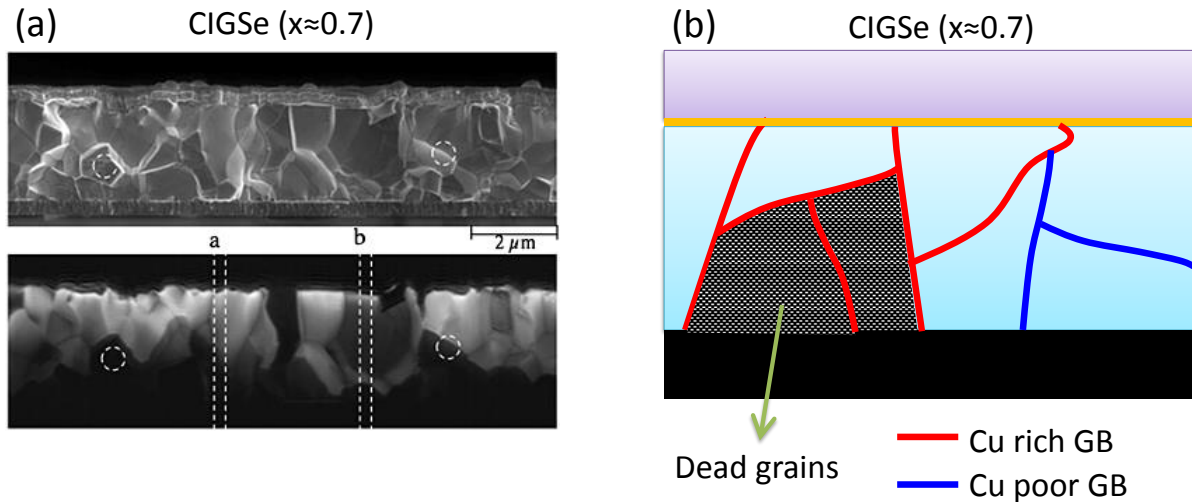 (a)
CIGSe (x≈0.7)
2 μm
a
b
(b)
CIGSe (x≈0.7)
Dead grains
Cu rich GB
Cu poor GB